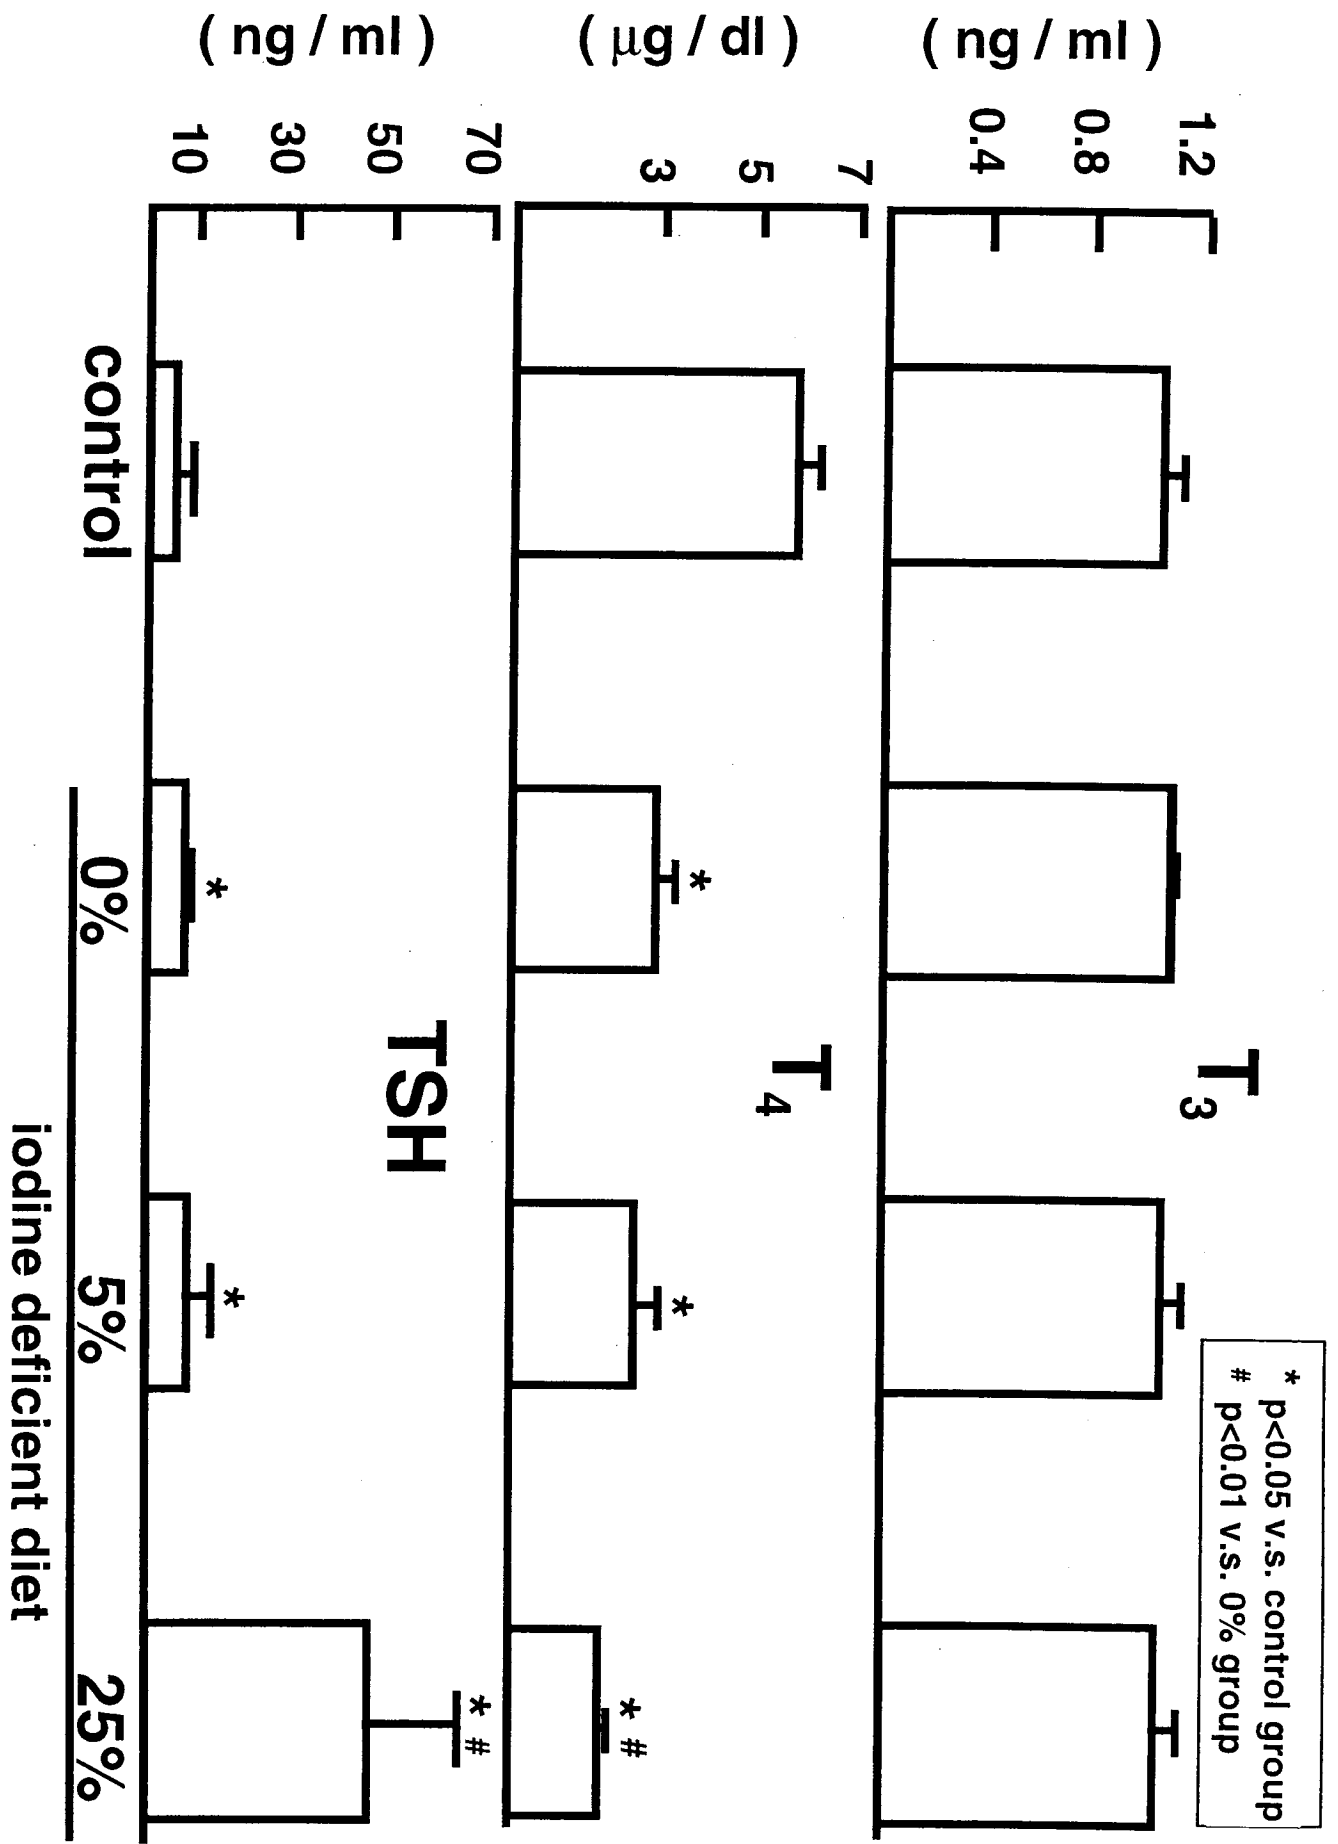 * p<0.05 v.s. control group
# p<0.01 v.s. 0% group
T3
( ng / ml )
1.2
0.8
0.4
T4
( μg / dl )
7
5
3
*
*
* #
TSH
( ng / ml )
70
50
30
10
*
*
* #
control
0%
5%
25%
iodine deficient diet